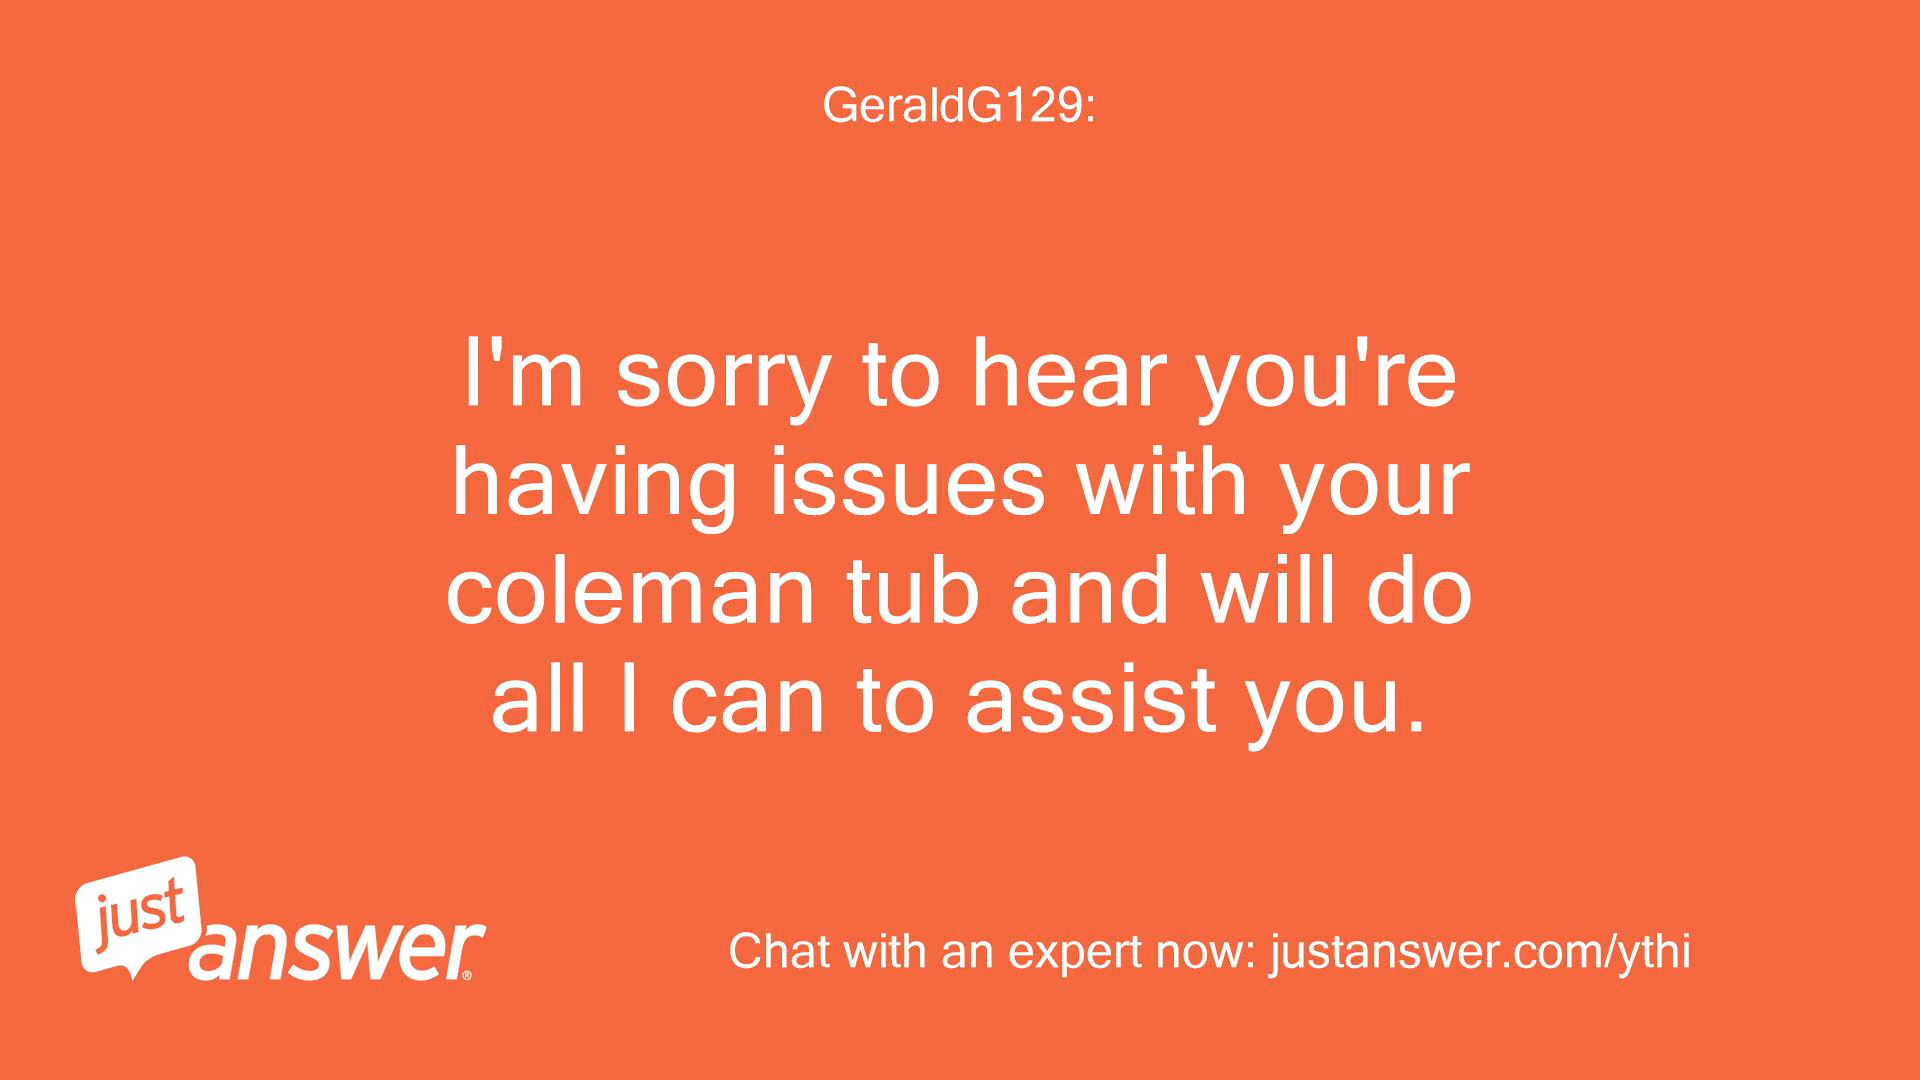 GeraldG129:
I'm sorry to hear you're
having issues with your
coleman tub and will do
all I can to assist you.
just
answer®
Chat with an expert now: justanswer.com/ythi